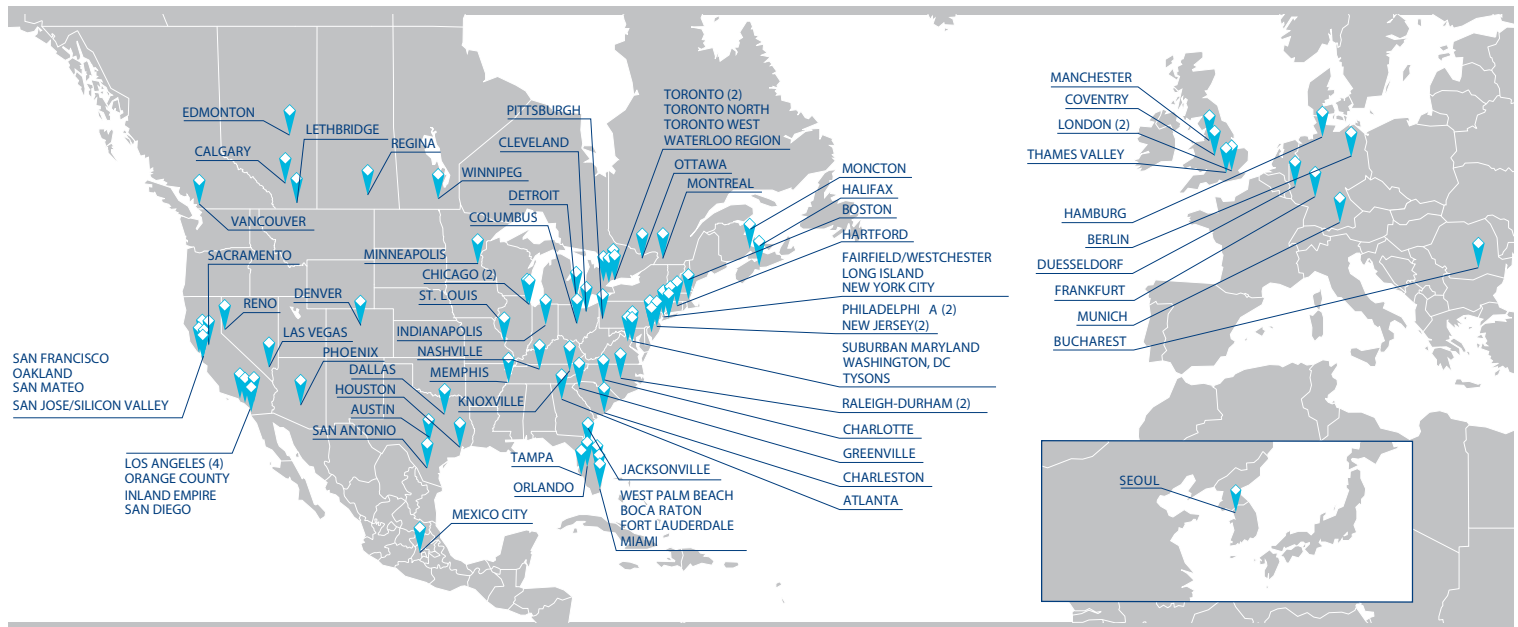 EDMONTON
LETHBRIDGE
CALGARY
REGINA
WINNIPEG
VANCOUVER
SACRAMENTO
RENO
DENVER
LAS VEGAS
PHOENIX
DALLAS
HOUSTON
AUSTIN
SAN ANTONIO
SAN FRANCISCO
OAKLAND
SAN MATEO
SAN JOSE/SILICON VALLEY
LOS ANGELES (4)
ORANGE COUNTY
INLAND EMPIRE
SAN DIEGO
MINNEAPOLIS
CHICAGO (2)
ST. LOUIS
INDIANAPOLIS
NASHVILLE
MEMPHIS
KNOXVILLE
PITTSBURGH
CLEVELAND
DETROIT
COLUMBUS
TORONTO (2)
TORONTO NORTH
TORONTO WEST
WATERLOO REGION
OTTAWA
MONTREAL
MONCTON
HALIFAX
BOSTON
HARTFORD
FAIRFIELD/WESTCHESTER
LONG ISLAND
NEW YORK CITY
PHILADELPHI A (2)
NEW JERSEY(2)
SUBURBAN MARYLAND
WASHINGTON, DC
TYSONS
RALEIGH-DURHAM (2)
CHARLOTTE
GREENVILLE
CHARLESTON
ATLANTA
TAMPA
ORLANDO
JACKSONVILLE
WEST PALM BEACH
BOCA RATON
FORT LAUDERDALE
MIAMI
MEXICO CITY
MANCHESTER
COVENTRY
LONDON (2)
THAMES VALLEY
HAMBURG
BERLIN
DUESSELDORF
FRANKFURT
MUNICH
BUCHAREST
SEOUL